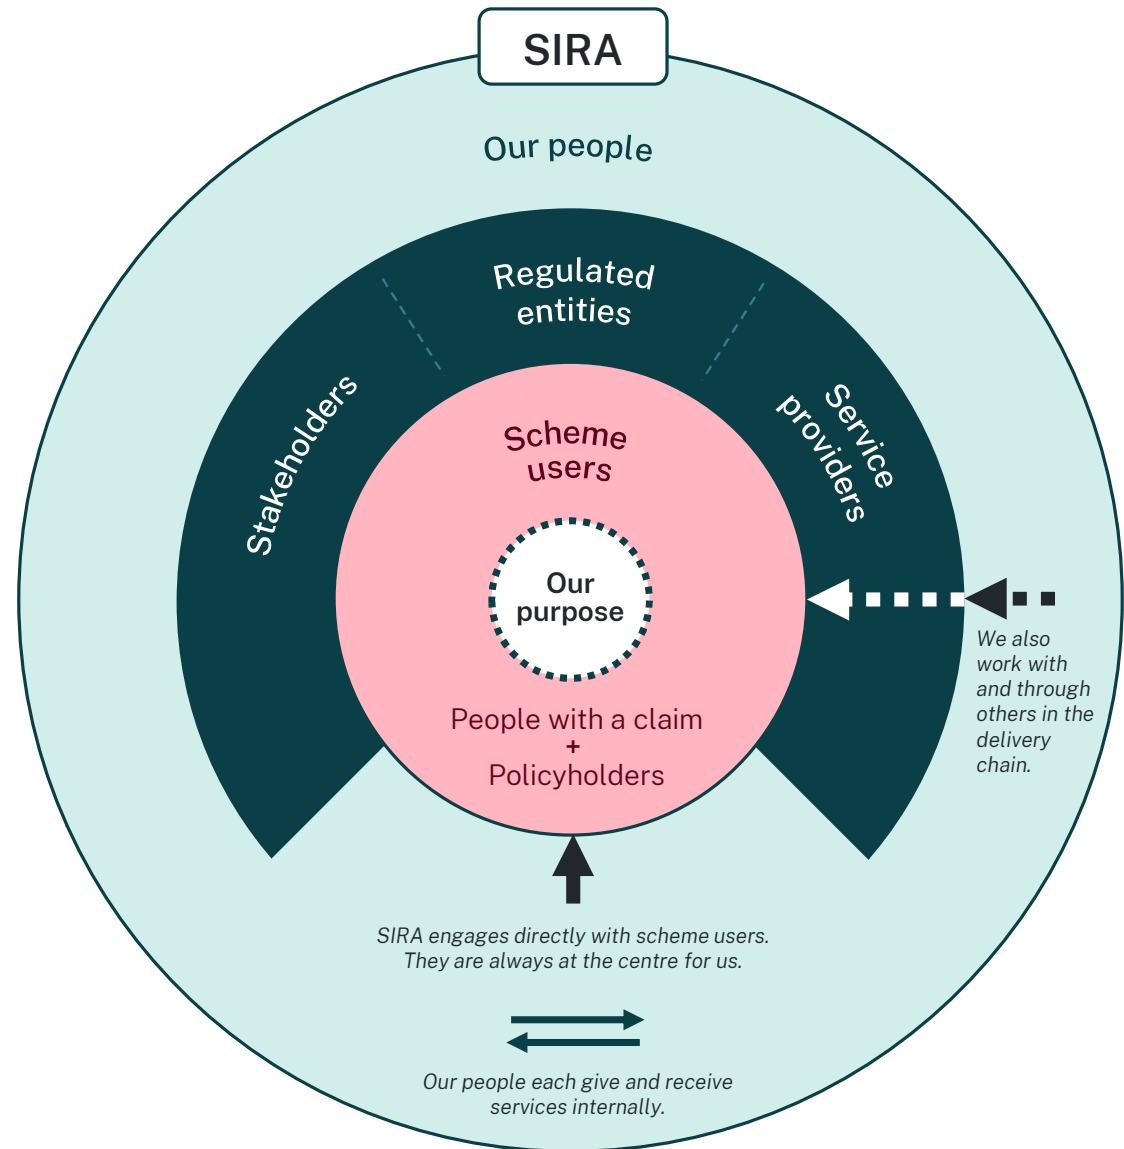 SIRA
Our people
Regulated
entities
Stakeholders
Service
providers
Scheme
users
Our
purpose
People with a claim
+
Policyholders
We also
work with
and through
others in the
delivery
chain.
SIRA engages directly with scheme users.
They are always at the centre for us.
Our people each give and receive
services internally.